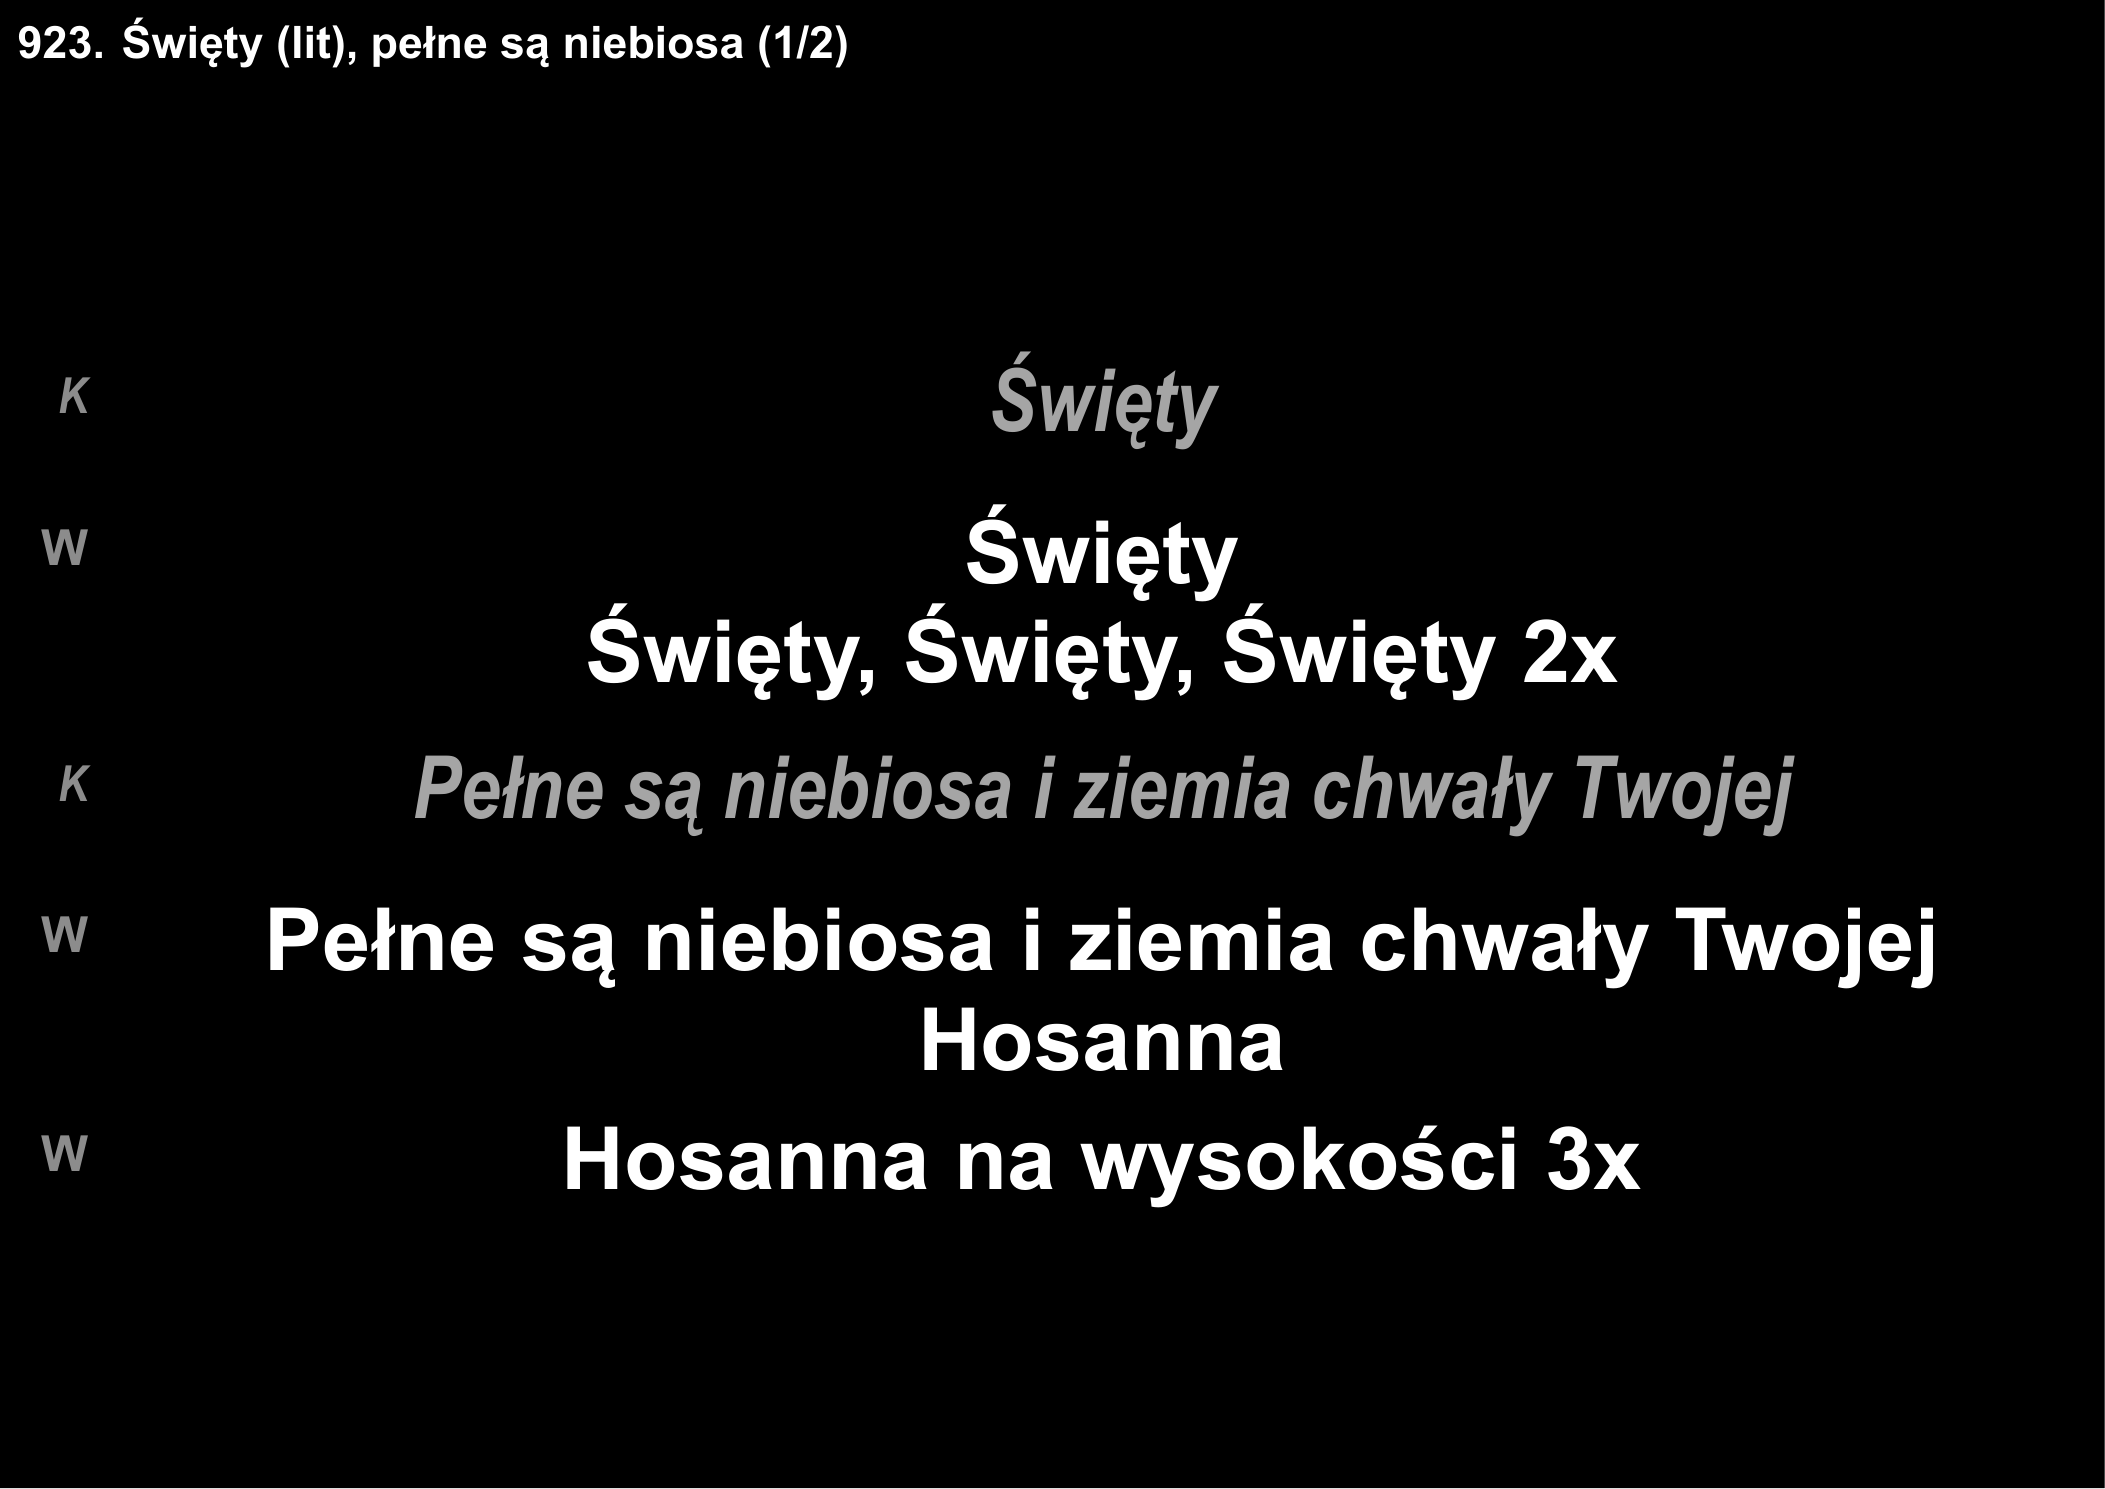 923. Święty (lit), pełne są niebiosa (1/2)
K Święty
W Święty
Święty, Święty, Święty 2x
K Pełne są niebiosa i ziemia chwały Twojej
W Pełne są niebiosa i ziemia chwały Twojej
Hosanna
W Hosanna na wysokości 3x